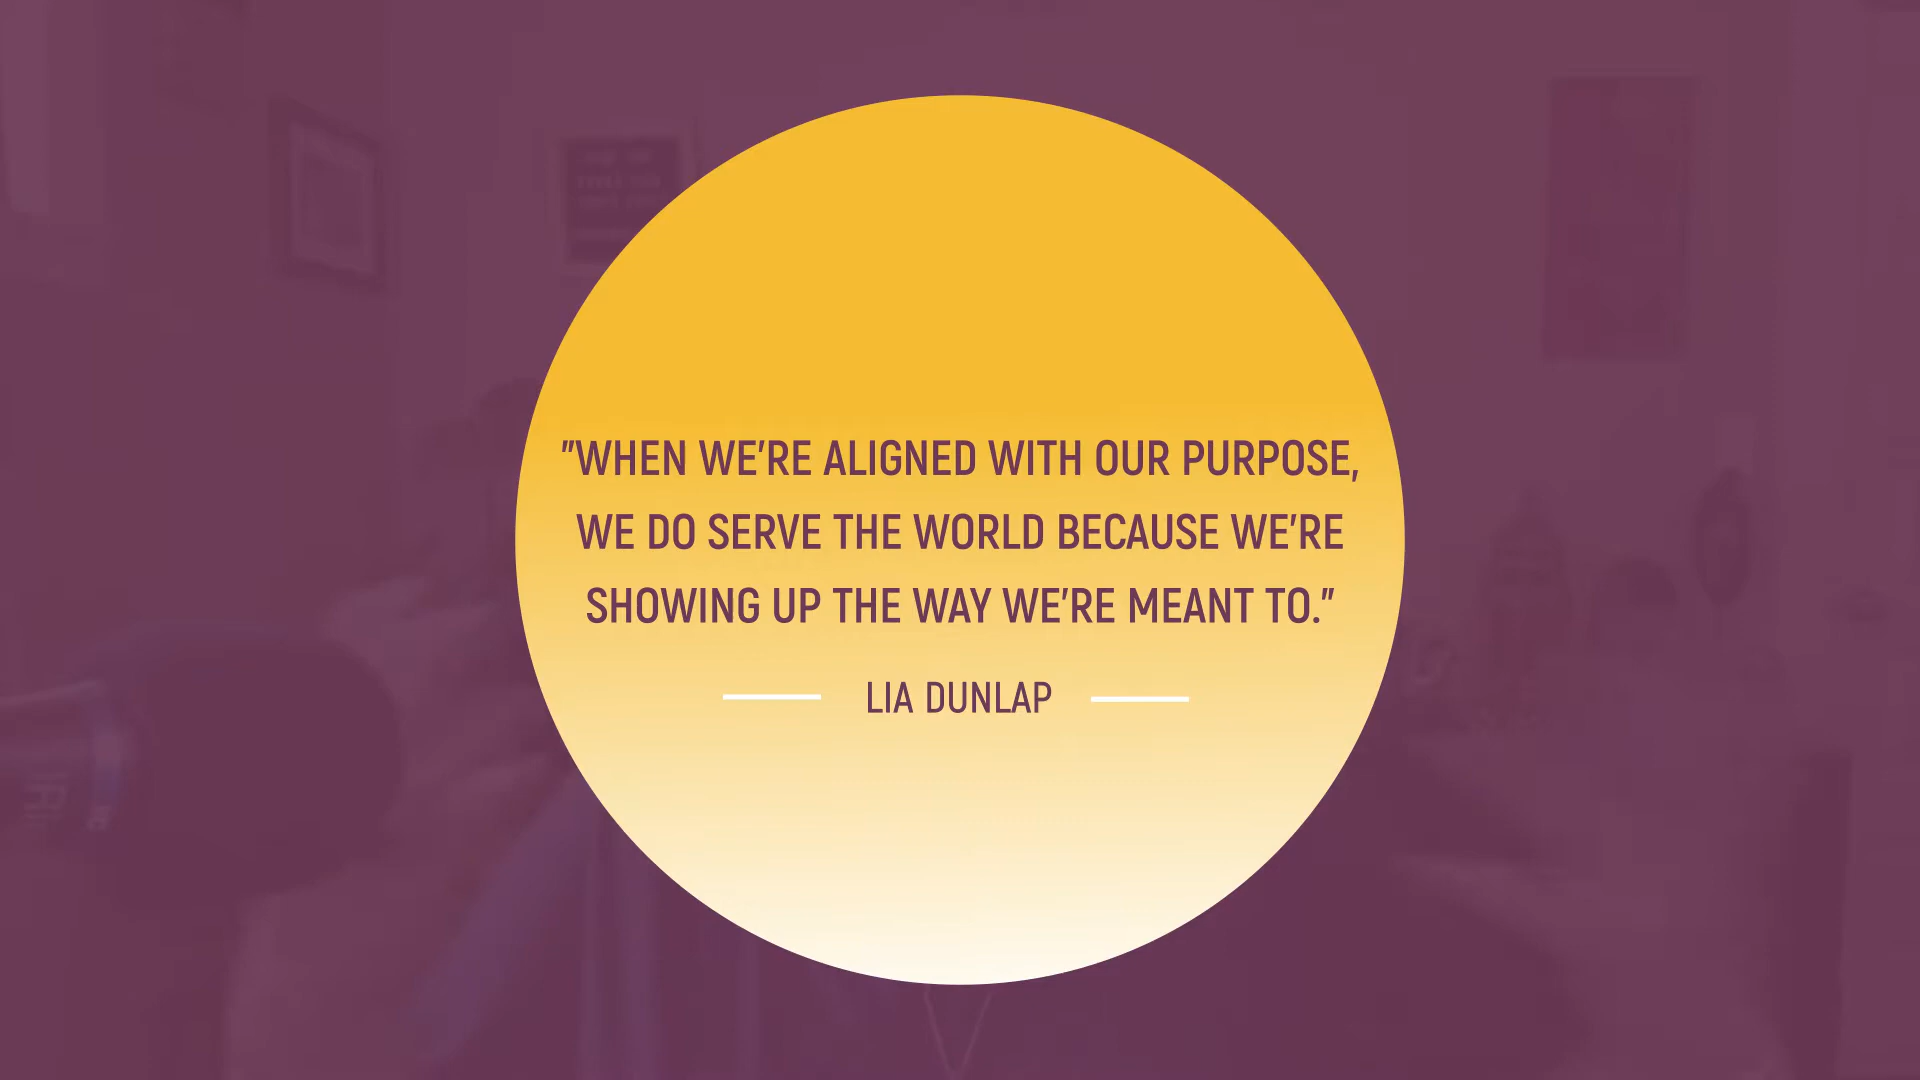 "WHEN WE'RE ALIGNED WITH OUR PURPOSE,
WE DO SERVE THE WORLD BECAUSE WE'RE
SHOWING UP THE WAY WE'RE MEANT TO."
LIA DUNLAP